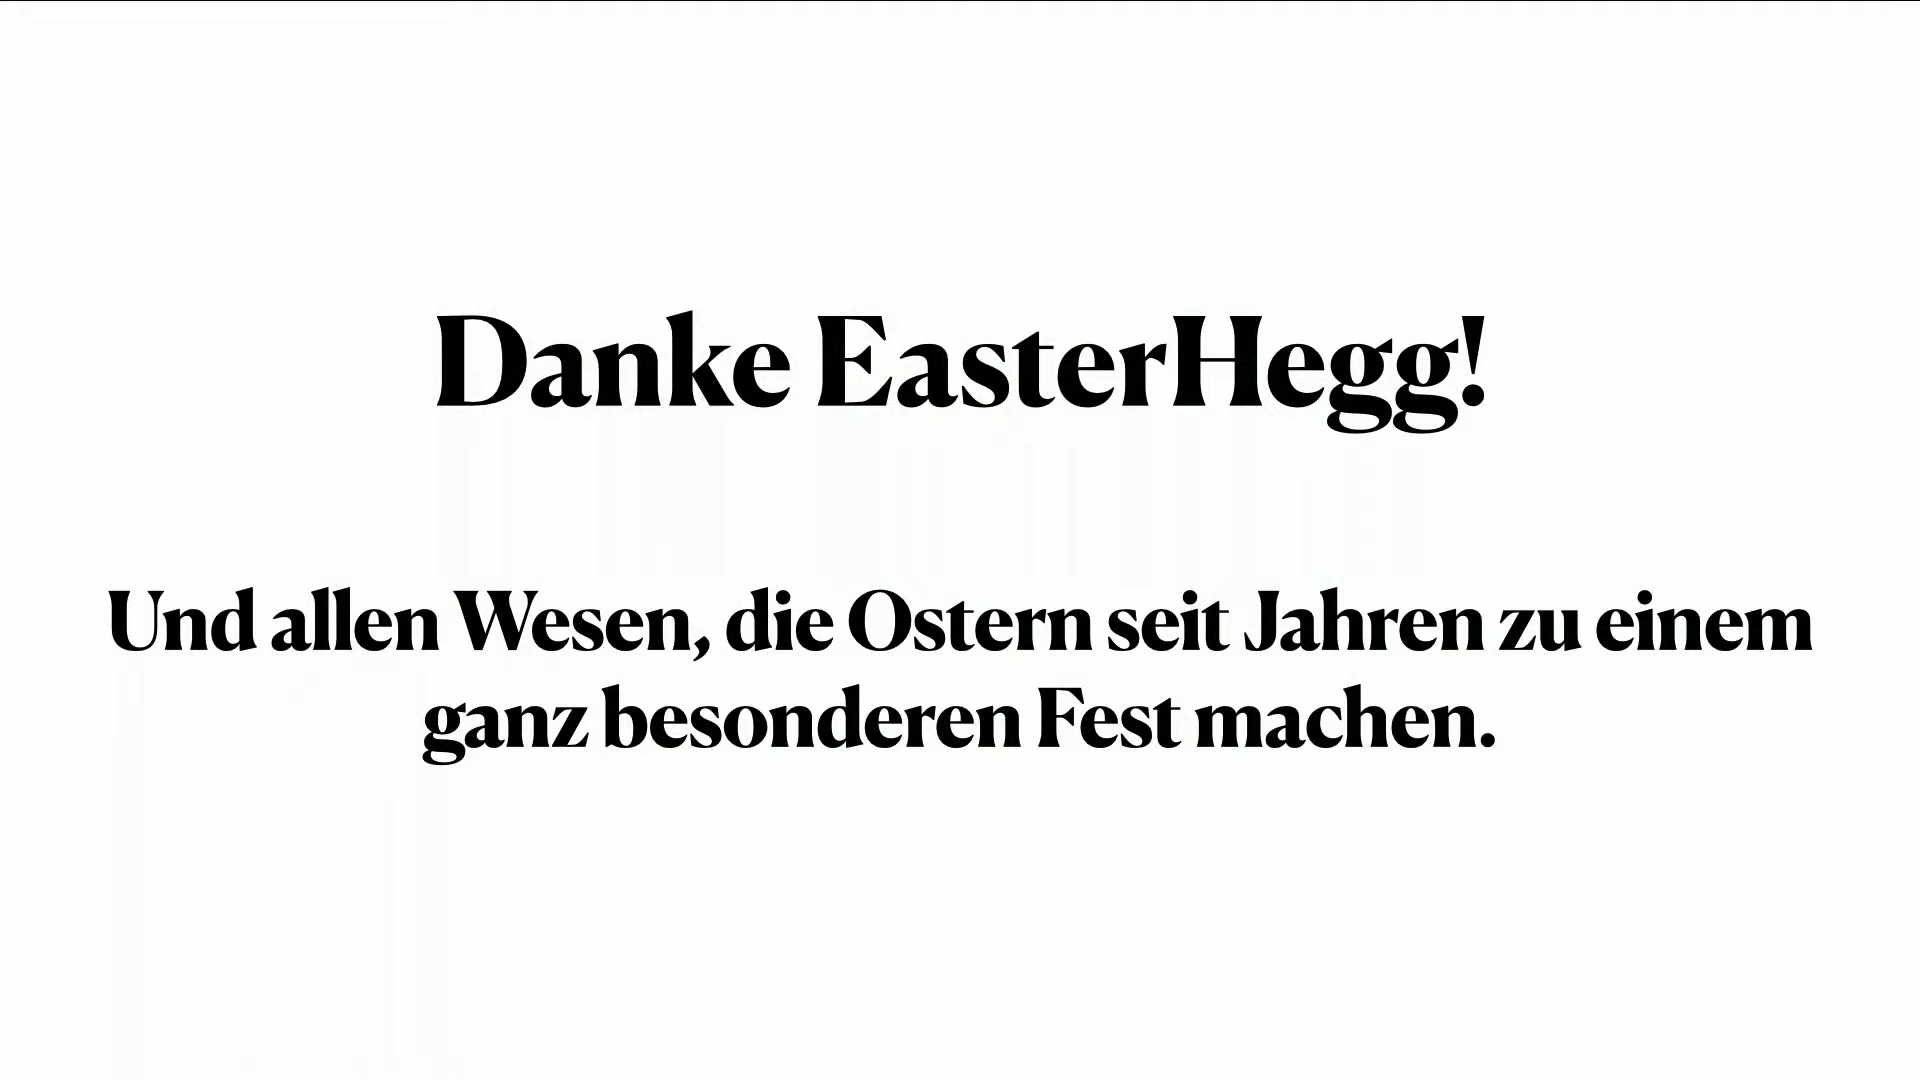 Danke EasterHegg!
Und allen Wesen, die Ostern seit Jahren zu einem
ganz besonderen Fest machen.